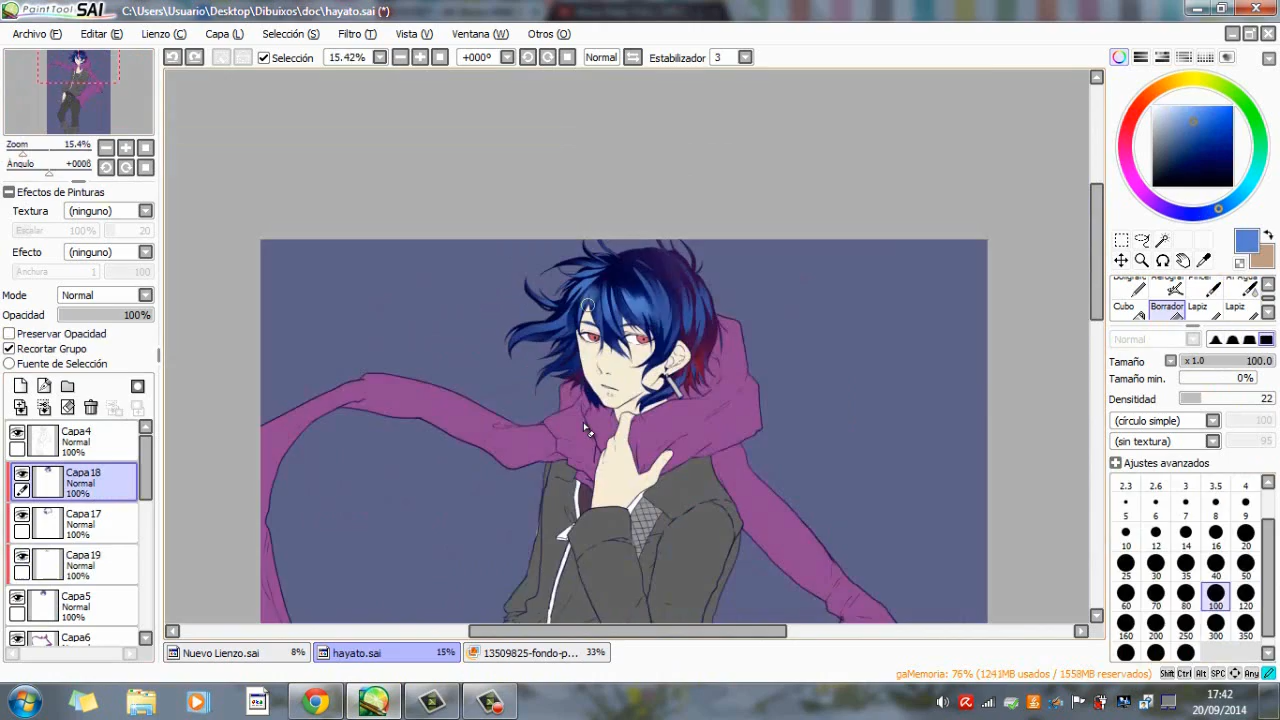 PaintTool SAI C:\Users\Usuario\Desktop\Dibuixos\doc\hayato.sai (*)
Archivo (F) Editar (E) Lienzo (C) Capa (L) Selección (S) Filtro (T) Vista (V) Ventana (W) Otros (O)
Selección 15.42% +000º Normal Estabilizador 3
Zoom 15.4%
Ángulo +000ß
Efectos de Pinturas
Textura (ninguno)
Escalar 100% 20
Efecto (ninguno)
Anchura 1 100
Modo Normal
Opacidad 100%
Preservar Opacidad
Recortar Grupo
Fuente de Selección
Capa4
Normal
100%
Capa18
Normal
100%
Capa17
Normal
100%
Capa19
Normal
100%
Capa5
Normal
100%
Capa6
Cubo Borrador Lapiz Lapiz
Normal
Tamaño x 1.0 100.0
Tamaño min. 0%
Densidad 22
(círculo simple) 100
(sin textura) 95
Ajustes avanzados
2.3 2.6 3 3.5 4
5 6 7 8 9
10 12 14 16 20
25 30 35 40 50
60 70 80 100 120
160 200 250 300 350
Nuevo Lienzo.sai 8% hayato.sai 15% 13509825-fondo-p... 33%
gaMemoria: 76% (1241MB usados / 1558MB reservados) Shift Ctrl Alt SPC Any
17:42
20/09/2014